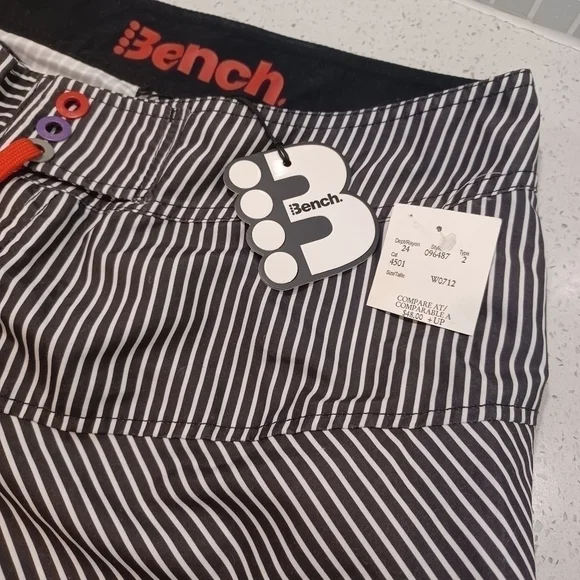 Bench.
Bench.
Dept/Rayon Style Type
24 096487 2
Cat
4501
Size/Taille W0712
COMPARE AT/
COMPARABLE A
$48.00 + UP